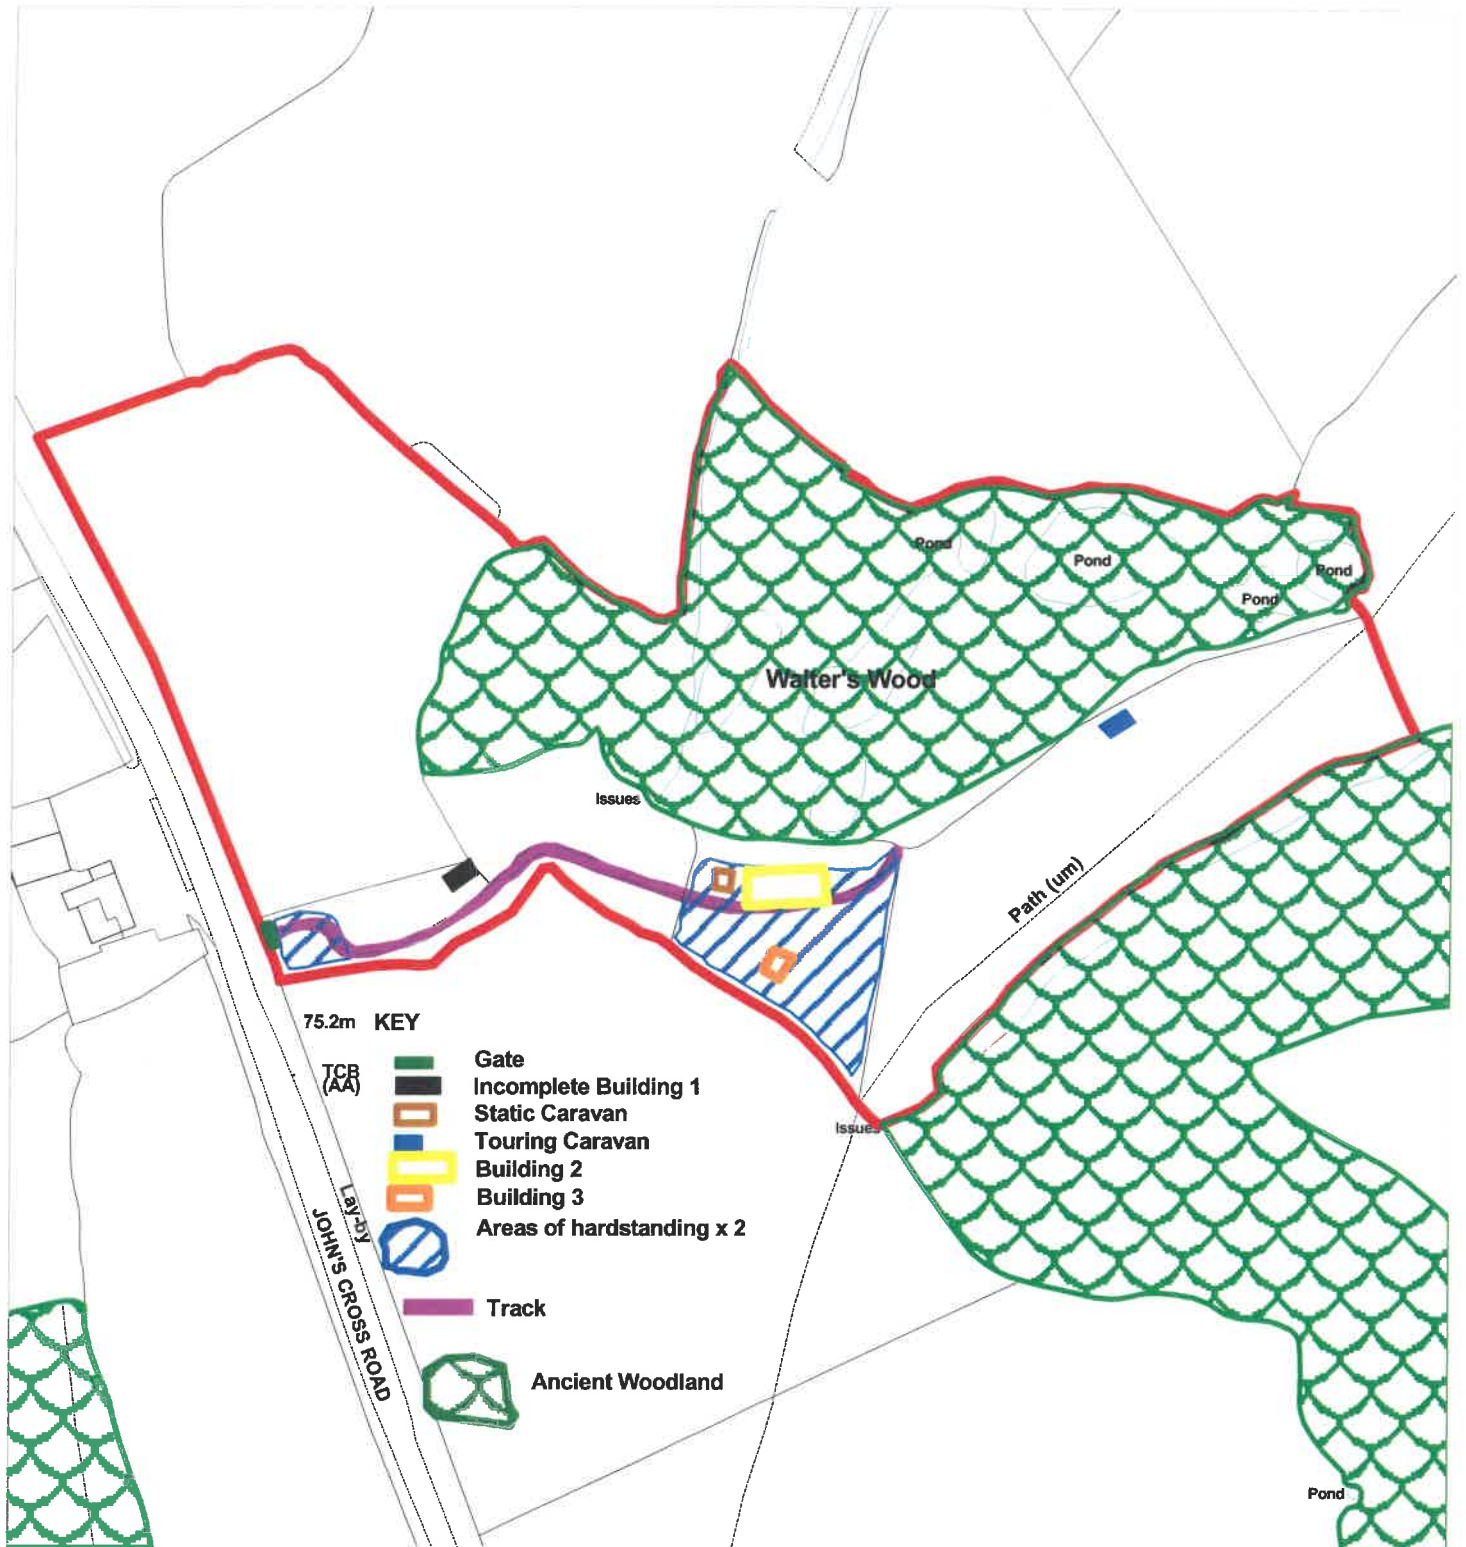 Pond
Pond
Pond
Pond
Walter's Wood
Issues
Path (um)
75.2m KEY
TCB
(AA)
Gate
Incomplete Building 1
Static Caravan
Touring Caravan
Building 2
Building 3
Areas of hardstanding x 2
Issues
Lay-by
JOHN'S CROSS ROAD
Track
Ancient Woodland
Pond